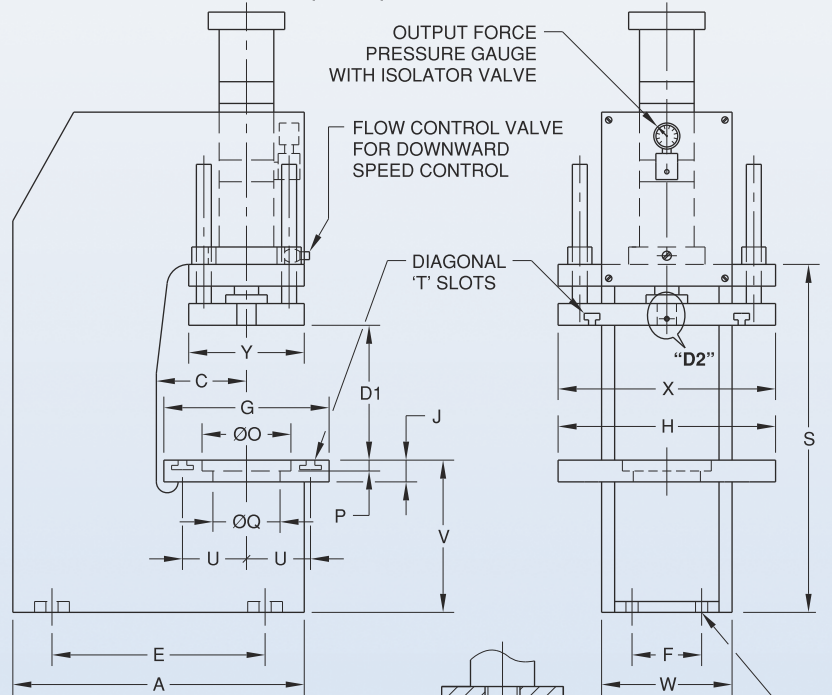 OUTPUT FORCE
PRESSURE GAUGE
WITH ISOLATOR VALVE
FLOW CONTROL VALVE
FOR DOWNWARD
SPEED CONTROL
DIAGONAL
'T' SLOTS
"D2"
Y
C
D1
X
G
J
H
S
ØO
P
ØQ
V
U
U
E
F
A
W